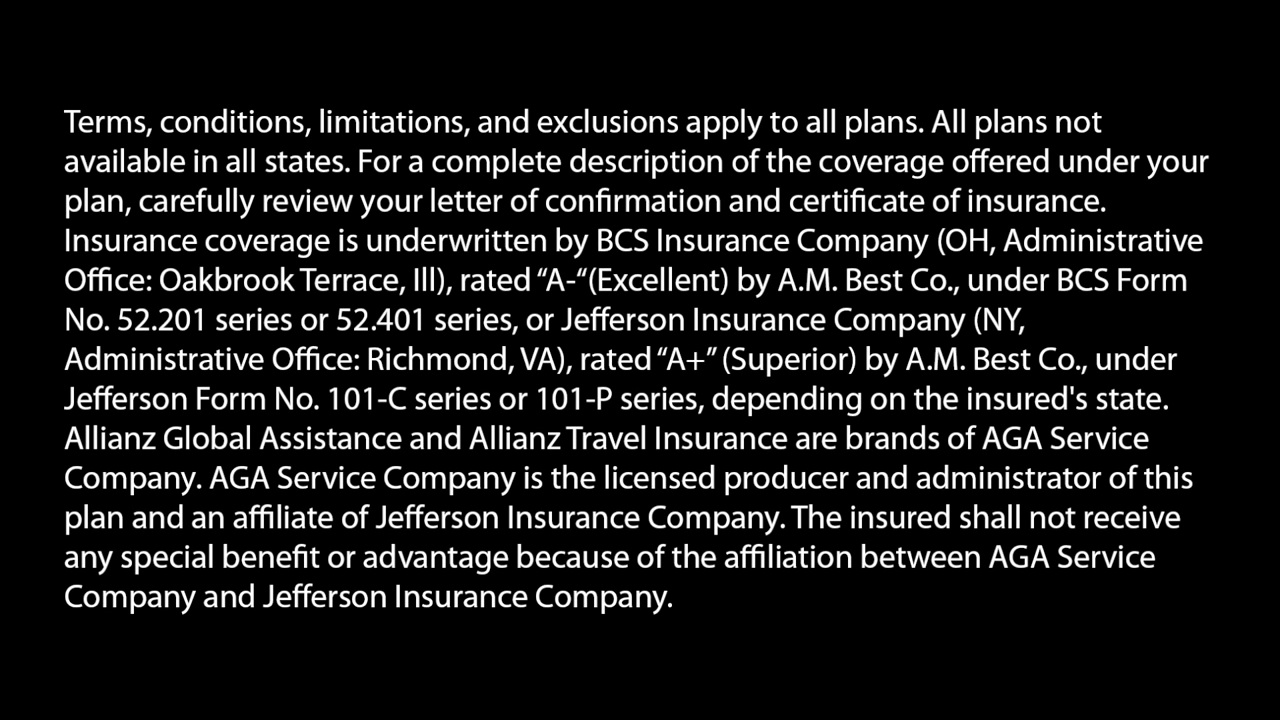 Terms, conditions, limitations, and exclusions apply to all plans. All plans not
available in all states. For a complete description of the coverage offered under your
plan, carefully review your letter of confirmation and certificate of insurance.
Insurance coverage is underwritten by BCS Insurance Company (OH, Administrative
Office: Oakbrook Terrace, Ill), rated “A-“(Excellent) by A.M. Best Co., under BCS Form
No. 52.201 series or 52.401 series, or Jefferson Insurance Company (NY,
Administrative Office: Richmond, VA), rated “A+” (Superior) by A.M. Best Co., under
Jefferson Form No. 101-C series or 101-P series, depending on the insured's state.
Allianz Global Assistance and Allianz Travel Insurance are brands of AGA Service
Company. AGA Service Company is the licensed producer and administrator of this
plan and an affiliate of Jefferson Insurance Company. The insured shall not receive
any special benefit or advantage because of the affiliation between AGA Service
Company and Jefferson Insurance Company.